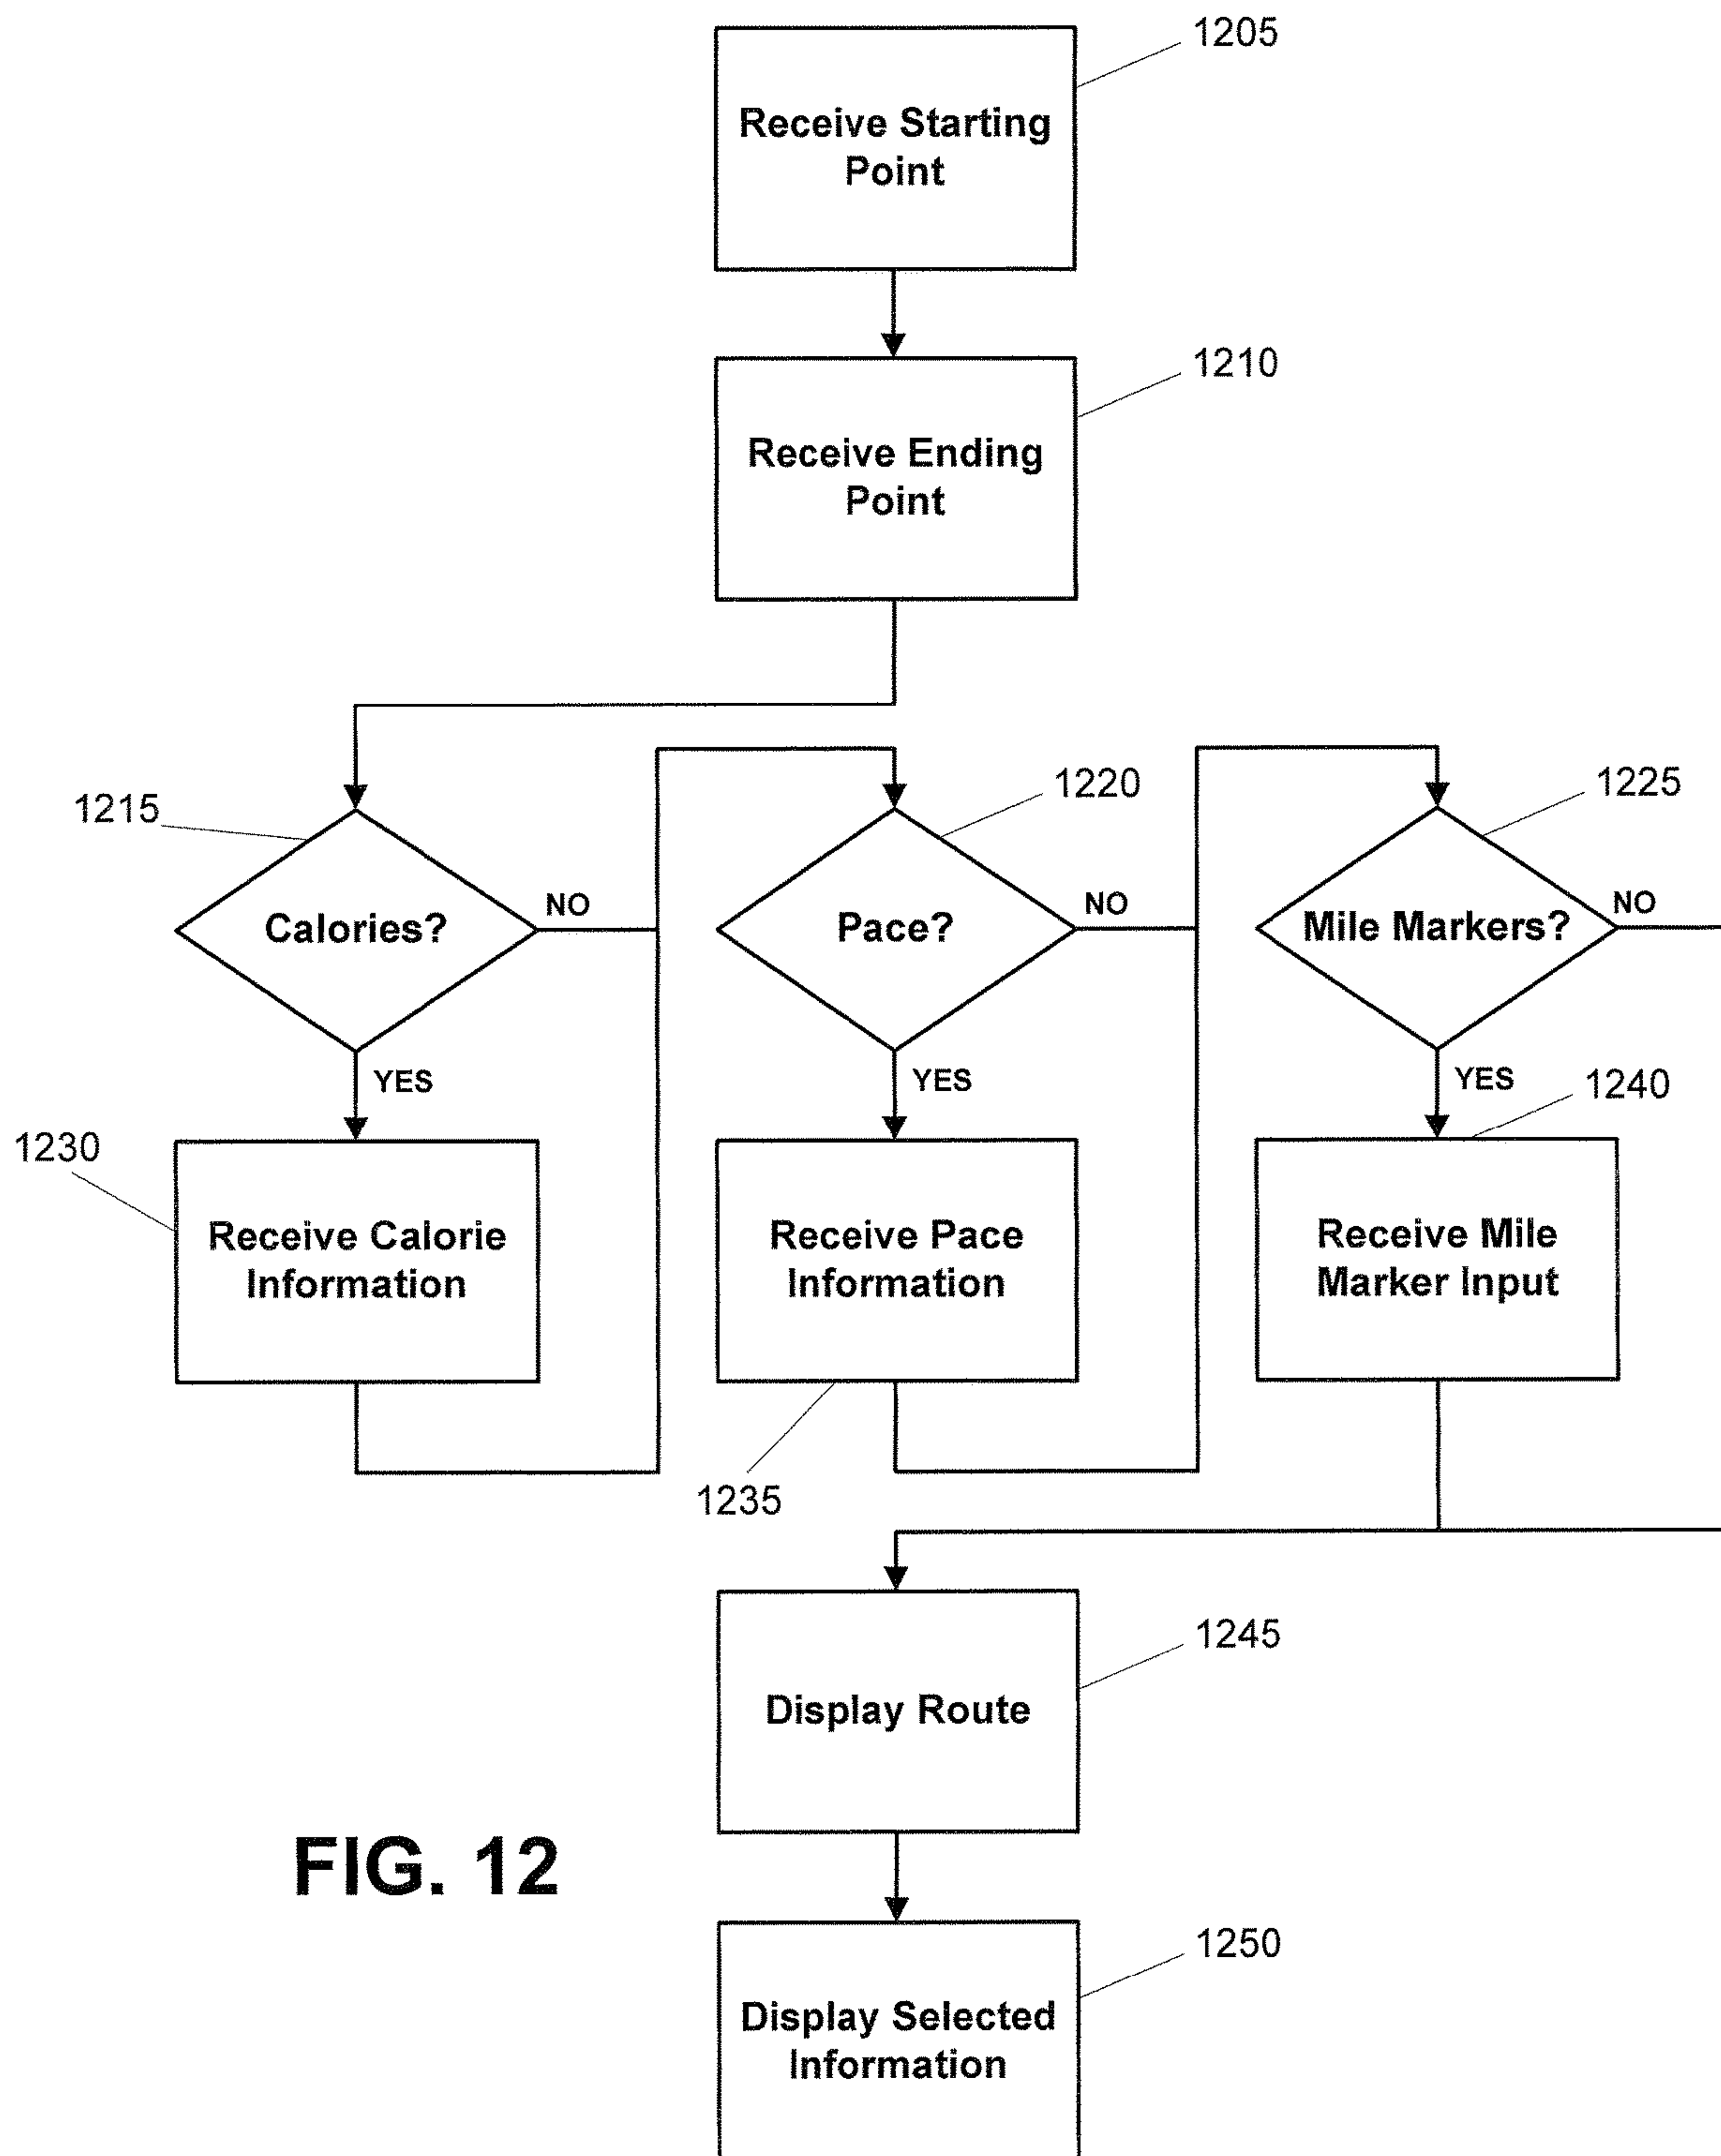 1205
Receive Starting
Point
1210
Receive Ending
Point
1215
1220
1225
Calories?
NO
Pace?
NO
Mile Markers?
NO
YES
YES
YES
1230
1240
Receive Calorie
Information
Receive Pace
Information
Receive Mile
Marker Input
1235
1245
Display Route
FIG. 12
1250
Display Selected
Information